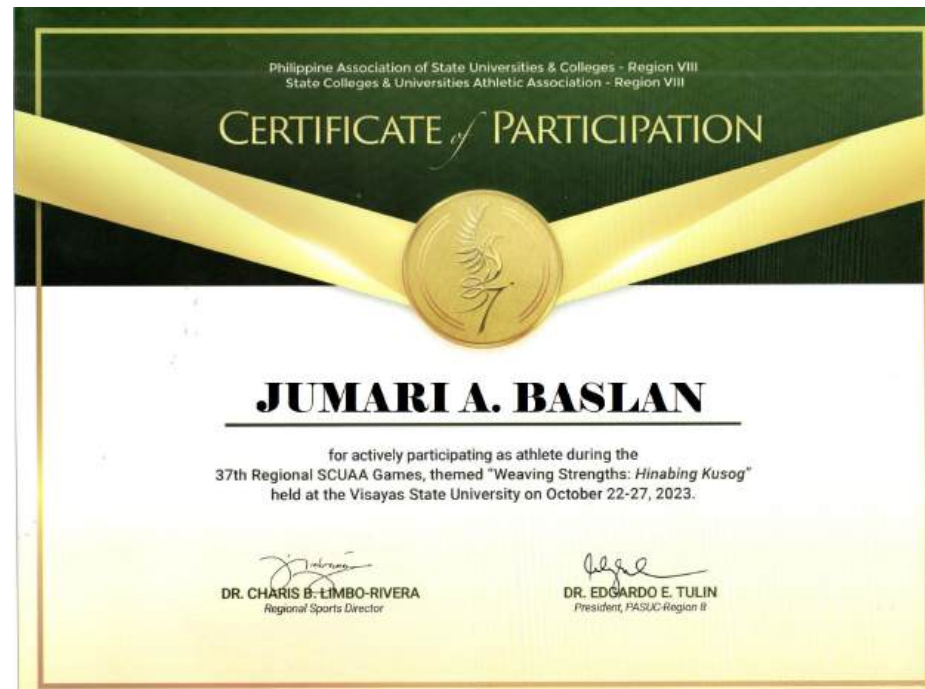 Philippine Association of State Universities & Colleges - Region VIII
State Colleges & Universities Athletic Association - Region VIII
CERTIFICATE of PARTICIPATION
37
JUMARI A. BASLAN
for actively participating as athlete during the
37th Regional SCUAA Games, themed "Weaving Strengths: Hinabing Kusog"
held at the Visayas State University on October 22-27, 2023.
DR. CHARIS B. LIMBO-RIVERA
Regional Sports Director
DR. EDGARDO E. TULIN
President, PASUC-Region 8